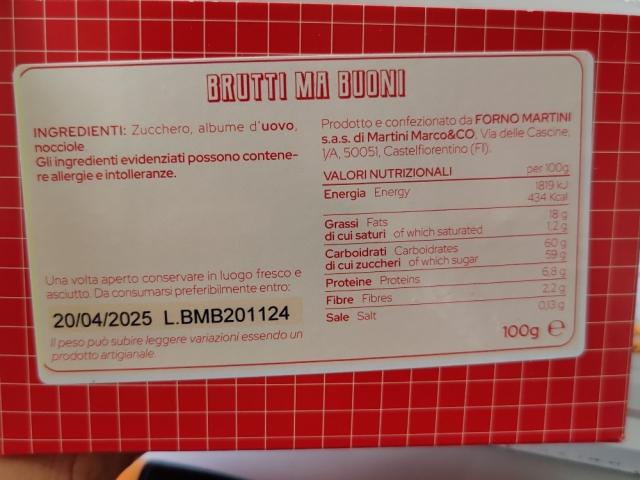 BRUTTI MA BUONI
INGREDIENTI: Zucchero, albume d'uovo,
nocciole.
Gli ingredienti evidenziati possono contene-
re allergie e intolleranze.
Una volta aperto conservare in luogo fresco e
asciutto. Da consumarsi preferibilmente entro:
20/04/2025 L.BMB201124
Il peso può subire leggere variazioni essendo un
prodotto artigianale.
Prodotto e confezionato da FORNO MARTINI
s.a.s. di Martini Marco&CO, Via delle Cascine,
1/A, 50051, Castelfiorentino (FI).
VALORI NUTRIZIONALI per 100g
Energia Energy 1819 kJ
434 Kcal
Grassi Fats 18 g
di cui saturi of which saturated 1,2 g
Carboidrati Carboidrates 60 g
di cui zuccheri of which sugar 59 g
Proteine Proteins 6,8 g
Fibre Fibres 2,2 g
Sale Salt 0,13 g
100g ℮